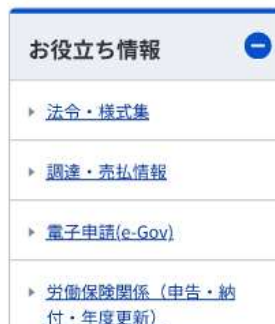 お役立ち情報
法令・様式集
調達・売払情報
電子申請(e-Gov)
労働保険関係（申告・納
付・年度更新）